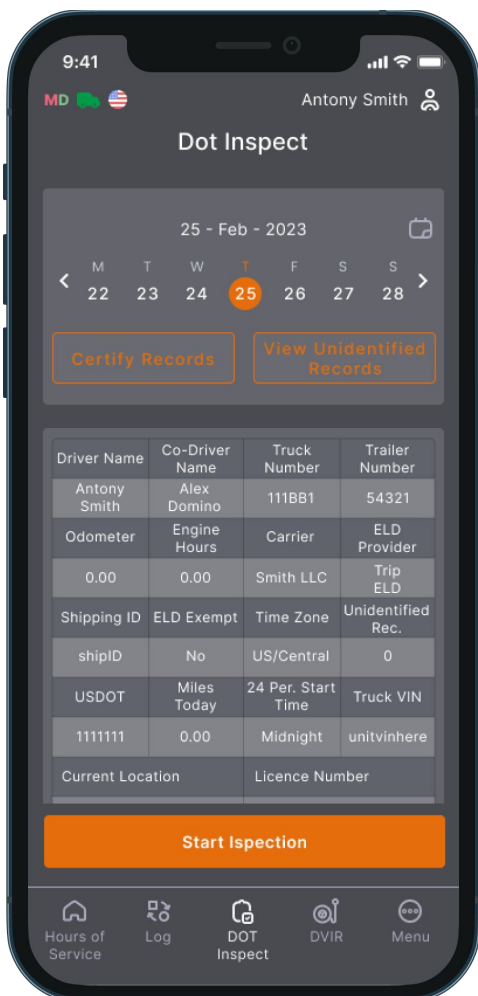 9:41
MD
Antony Smith
Dot Inspect
25 - Feb - 2023
M T W T F S S
< 22 23 24 25 26 27 28 >
Certify Records
View Unidentified
Records
Driver Name
Co-Driver
Name
Truck
Number
Trailer
Number
Antony
Smith
Alex
Domino
111BB1
54321
Odometer
Engine
Hours
Carrier
ELD
Provider
0.00
0.00
Smith LLC
Trip
ELD
Shipping ID
ELD Exempt
Time Zone
Unidentified
Rec.
shipID
No
US/Central
0
USDOT
Miles
Today
24 Per. Start
Time
Truck VIN
1111111
0.00
Midnight
unitvinhere
Current Location
Licence Number
Start Ispection
Hours of
Service
Log
DOT
Inspect
DVIR
Menu